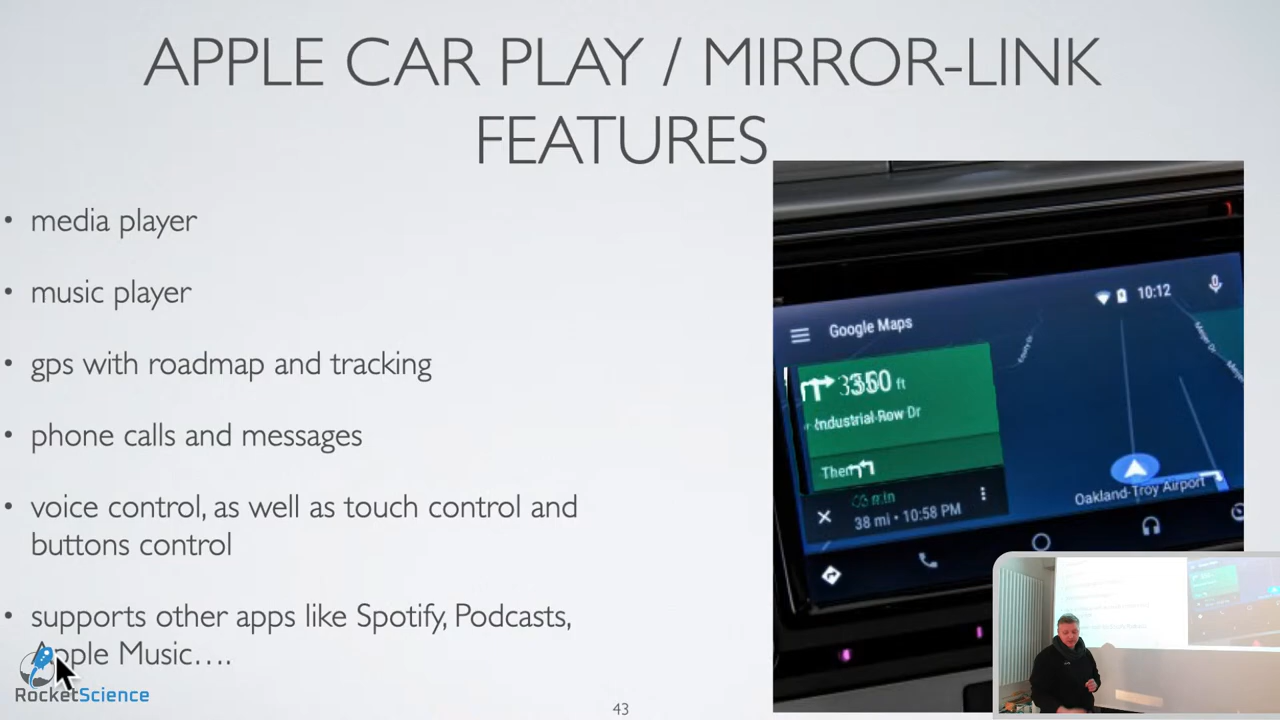 APPLE CAR PLAY / MIRROR-LINK
FEATURES
• media player
• music player
• gps with roadmap and tracking
• phone calls and messages
• voice control, as well as touch control and
buttons control
• supports other apps like Spotify, Podcasts,
Apple Music….
RocketScience
43
10:12
Google Maps
ft
Industrial Row Dr
Then
38 mi • 10:58 PM
Oakland-Troy Airport